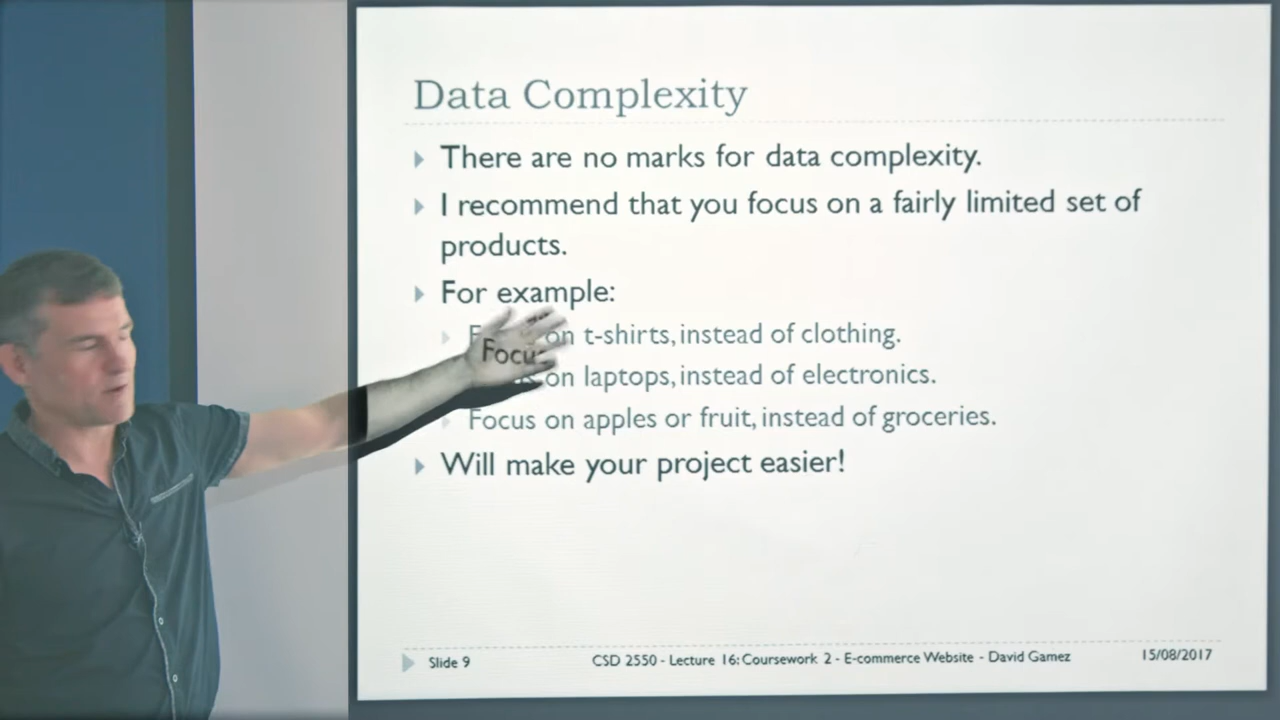 Data Complexity
There are no marks for data complexity.
I recommend that you focus on a fairly limited set of
products.
For example:
on t-shirts, instead of clothing.
Focus on laptops, instead of electronics.
Focus on apples or fruit, instead of groceries.
Will make your project easier!
Slide 9 CSD 2550 - Lecture 16: Coursework 2 - E-commerce Website - David Gamez 15/08/2017